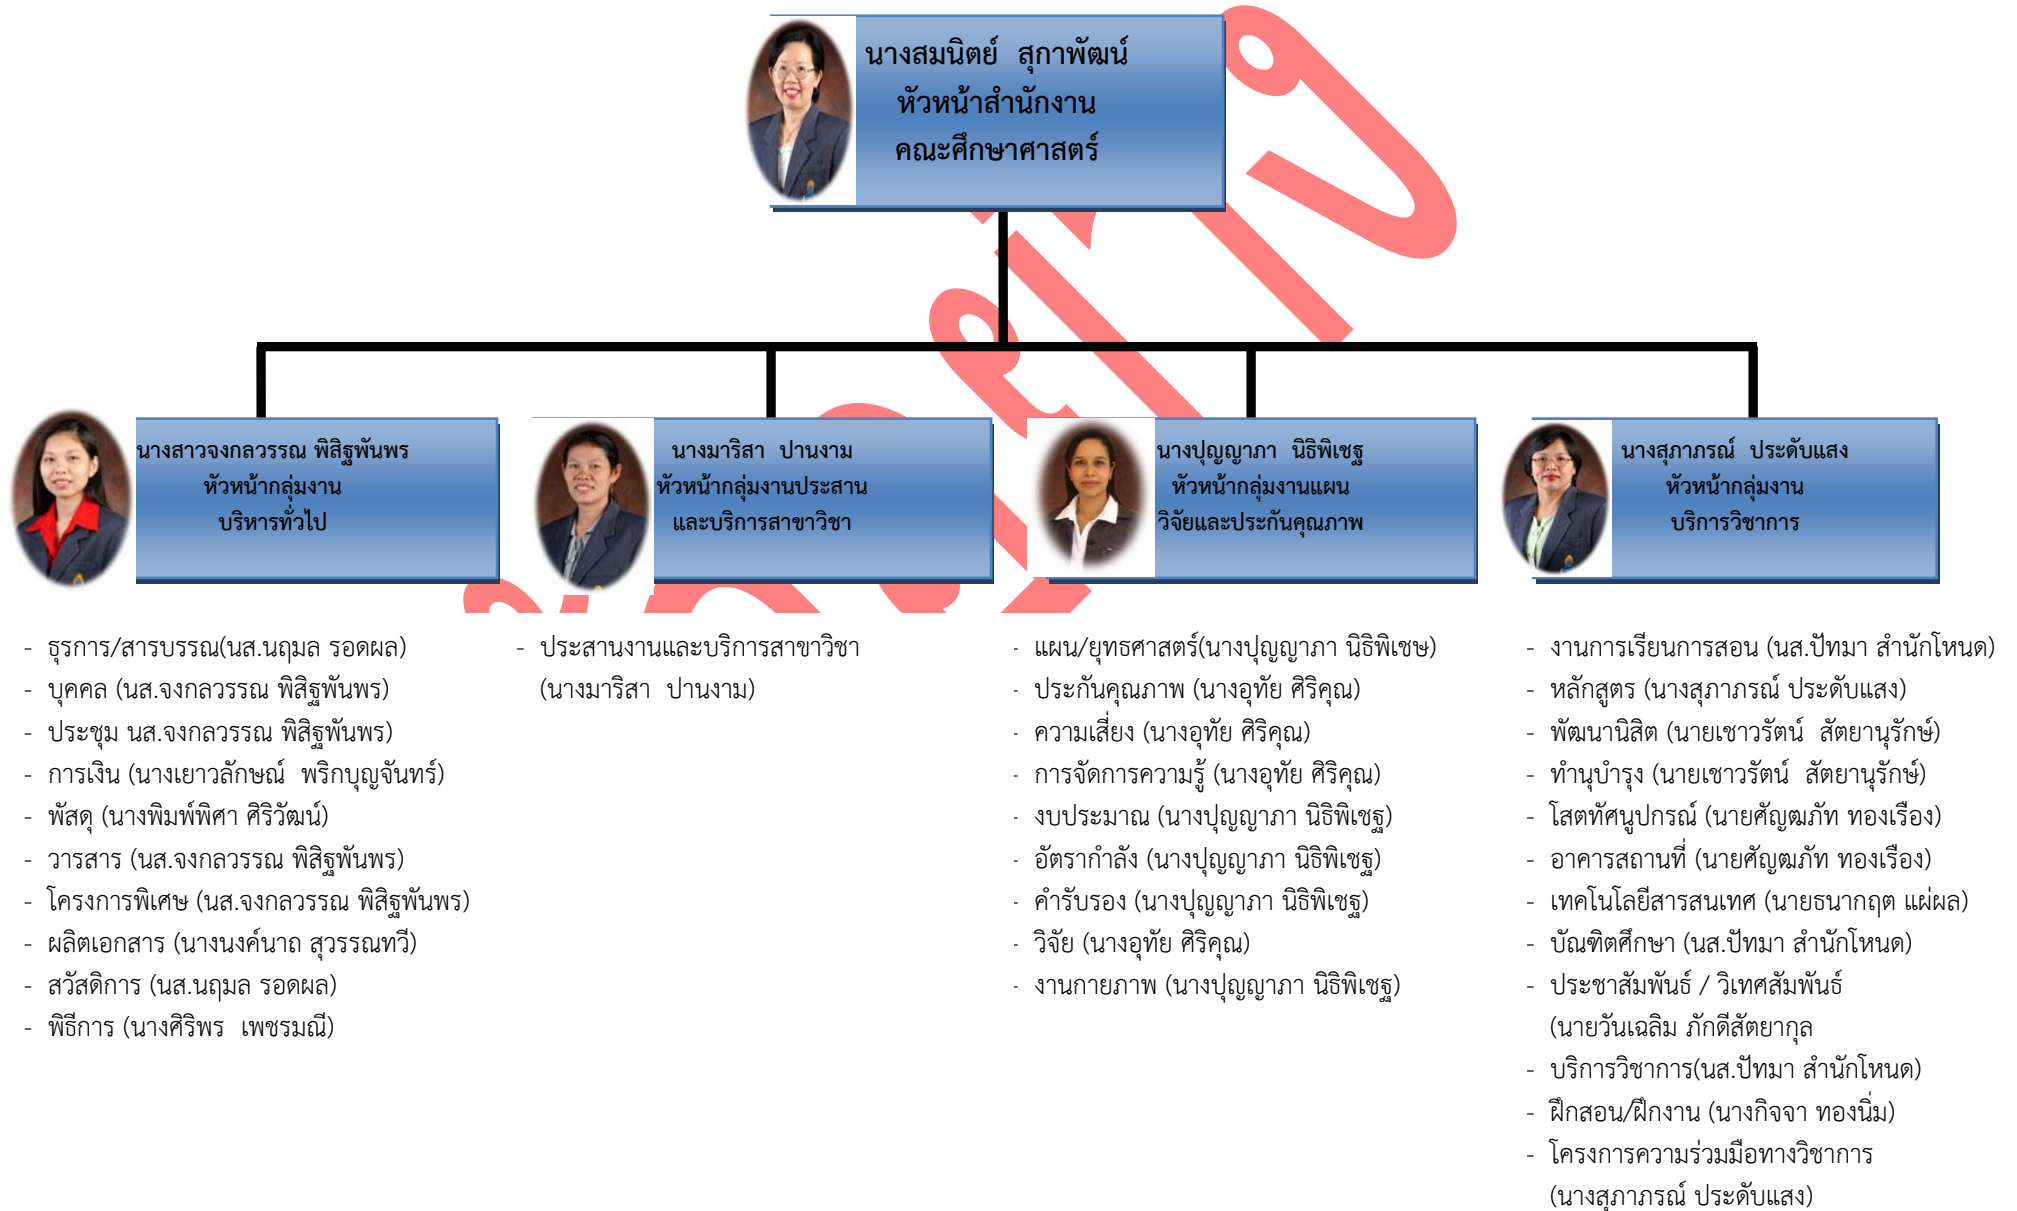 นางสมนิตย์ สุภาพัฒน์
หัวหน้าสำนักงาน
คณะศึกษาศาสตร์
นางสาวจงกลวรรณ พิสิฐพันพร
หัวหน้ากลุ่มงาน
บริหารทั่วไป
นางมาริสา ปานงาม
หัวหน้ากลุ่มงานประสาน
และบริการสาขาวิชา
นางปุญญาภา นิธิพิเชฐ
หัวหน้ากลุ่มงานแผน
วิจัยและประกันคุณภาพ
นางสุภาภรณ์ ประดับแสง
หัวหน้ากลุ่มงาน
บริการวิชาการ
- ธุรการ/สารบรรณ(นส.นฤมล รอดผล)
- บุคคล (นส.จงกลวรรณ พิสิฐพันพร)
- ประชุม นส.จงกลวรรณ พิสิฐพันพร)
- การเงิน (นางเยาวลักษณ์ พริกบุญจันทร์)
- พัสดุ (นางพิมพ์พิศา ศิริวัฒน์)
- วารสาร (นส.จงกลวรรณ พิสิฐพันพร)
- โครงการพิเศษ (นส.จงกลวรรณ พิสิฐพันพร)
- ผลิตเอกสาร (นางนงค์นาถ สุวรรณทวี)
- สวัสดิการ (นส.นฤมล รอดผล)
- พิธีการ (นางศิริพร เพชรมณี)
- ประสานงานและบริการสาขาวิชา
(นางมาริสา ปานงาม)
- แผน/ยุทธศาสตร์(นางปุญญาภา นิธิพิเชษ)
- ประกันคุณภาพ (นางอุทัย ศิริคุณ)
- ความเสี่ยง (นางอุทัย ศิริคุณ)
- การจัดการความรู้ (นางอุทัย ศิริคุณ)
- งบประมาณ (นางปุญญาภา นิธิพิเชฐ)
- อัตรากำลัง (นางปุญญาภา นิธิพิเชฐ)
- คำรับรอง (นางปุญญาภา นิธิพิเชฐ)
- วิจัย (นางอุทัย ศิริคุณ)
- งานกายภาพ (นางปุญญาภา นิธิพิเชฐ)
- งานการเรียนการสอน (นส.ปัทมา สำนักโหนด)
- หลักสูตร (นางสุภาภรณ์ ประดับแสง)
- พัฒนานิสิต (นายเชาวรัตน์ สัตยานุรักษ์)
- ทำนุบำรุง (นายเชาวรัตน์ สัตยานุรักษ์)
- โสตทัศนูปกรณ์ (นายศัญฒภัท ทองเรือง)
- อาคารสถานที่ (นายศัญฒภัท ทองเรือง)
- เทคโนโลยีสารสนเทศ (นายธนากฤต แผ่ผล)
- บัณฑิตศึกษา (นส.ปัทมา สำนักโหนด)
- ประชาสัมพันธ์ / วิเทศสัมพันธ์
(นายวันเฉลิม ภักดีสัตยากุล
- บริการวิชาการ(นส.ปัทมา สำนักโหนด)
- ฝึกสอน/ฝึกงาน (นางกิจจา ทองนิ่ม)
- โครงการความร่วมมือทางวิชาการ
(นางสุภาภรณ์ ประดับแสง)